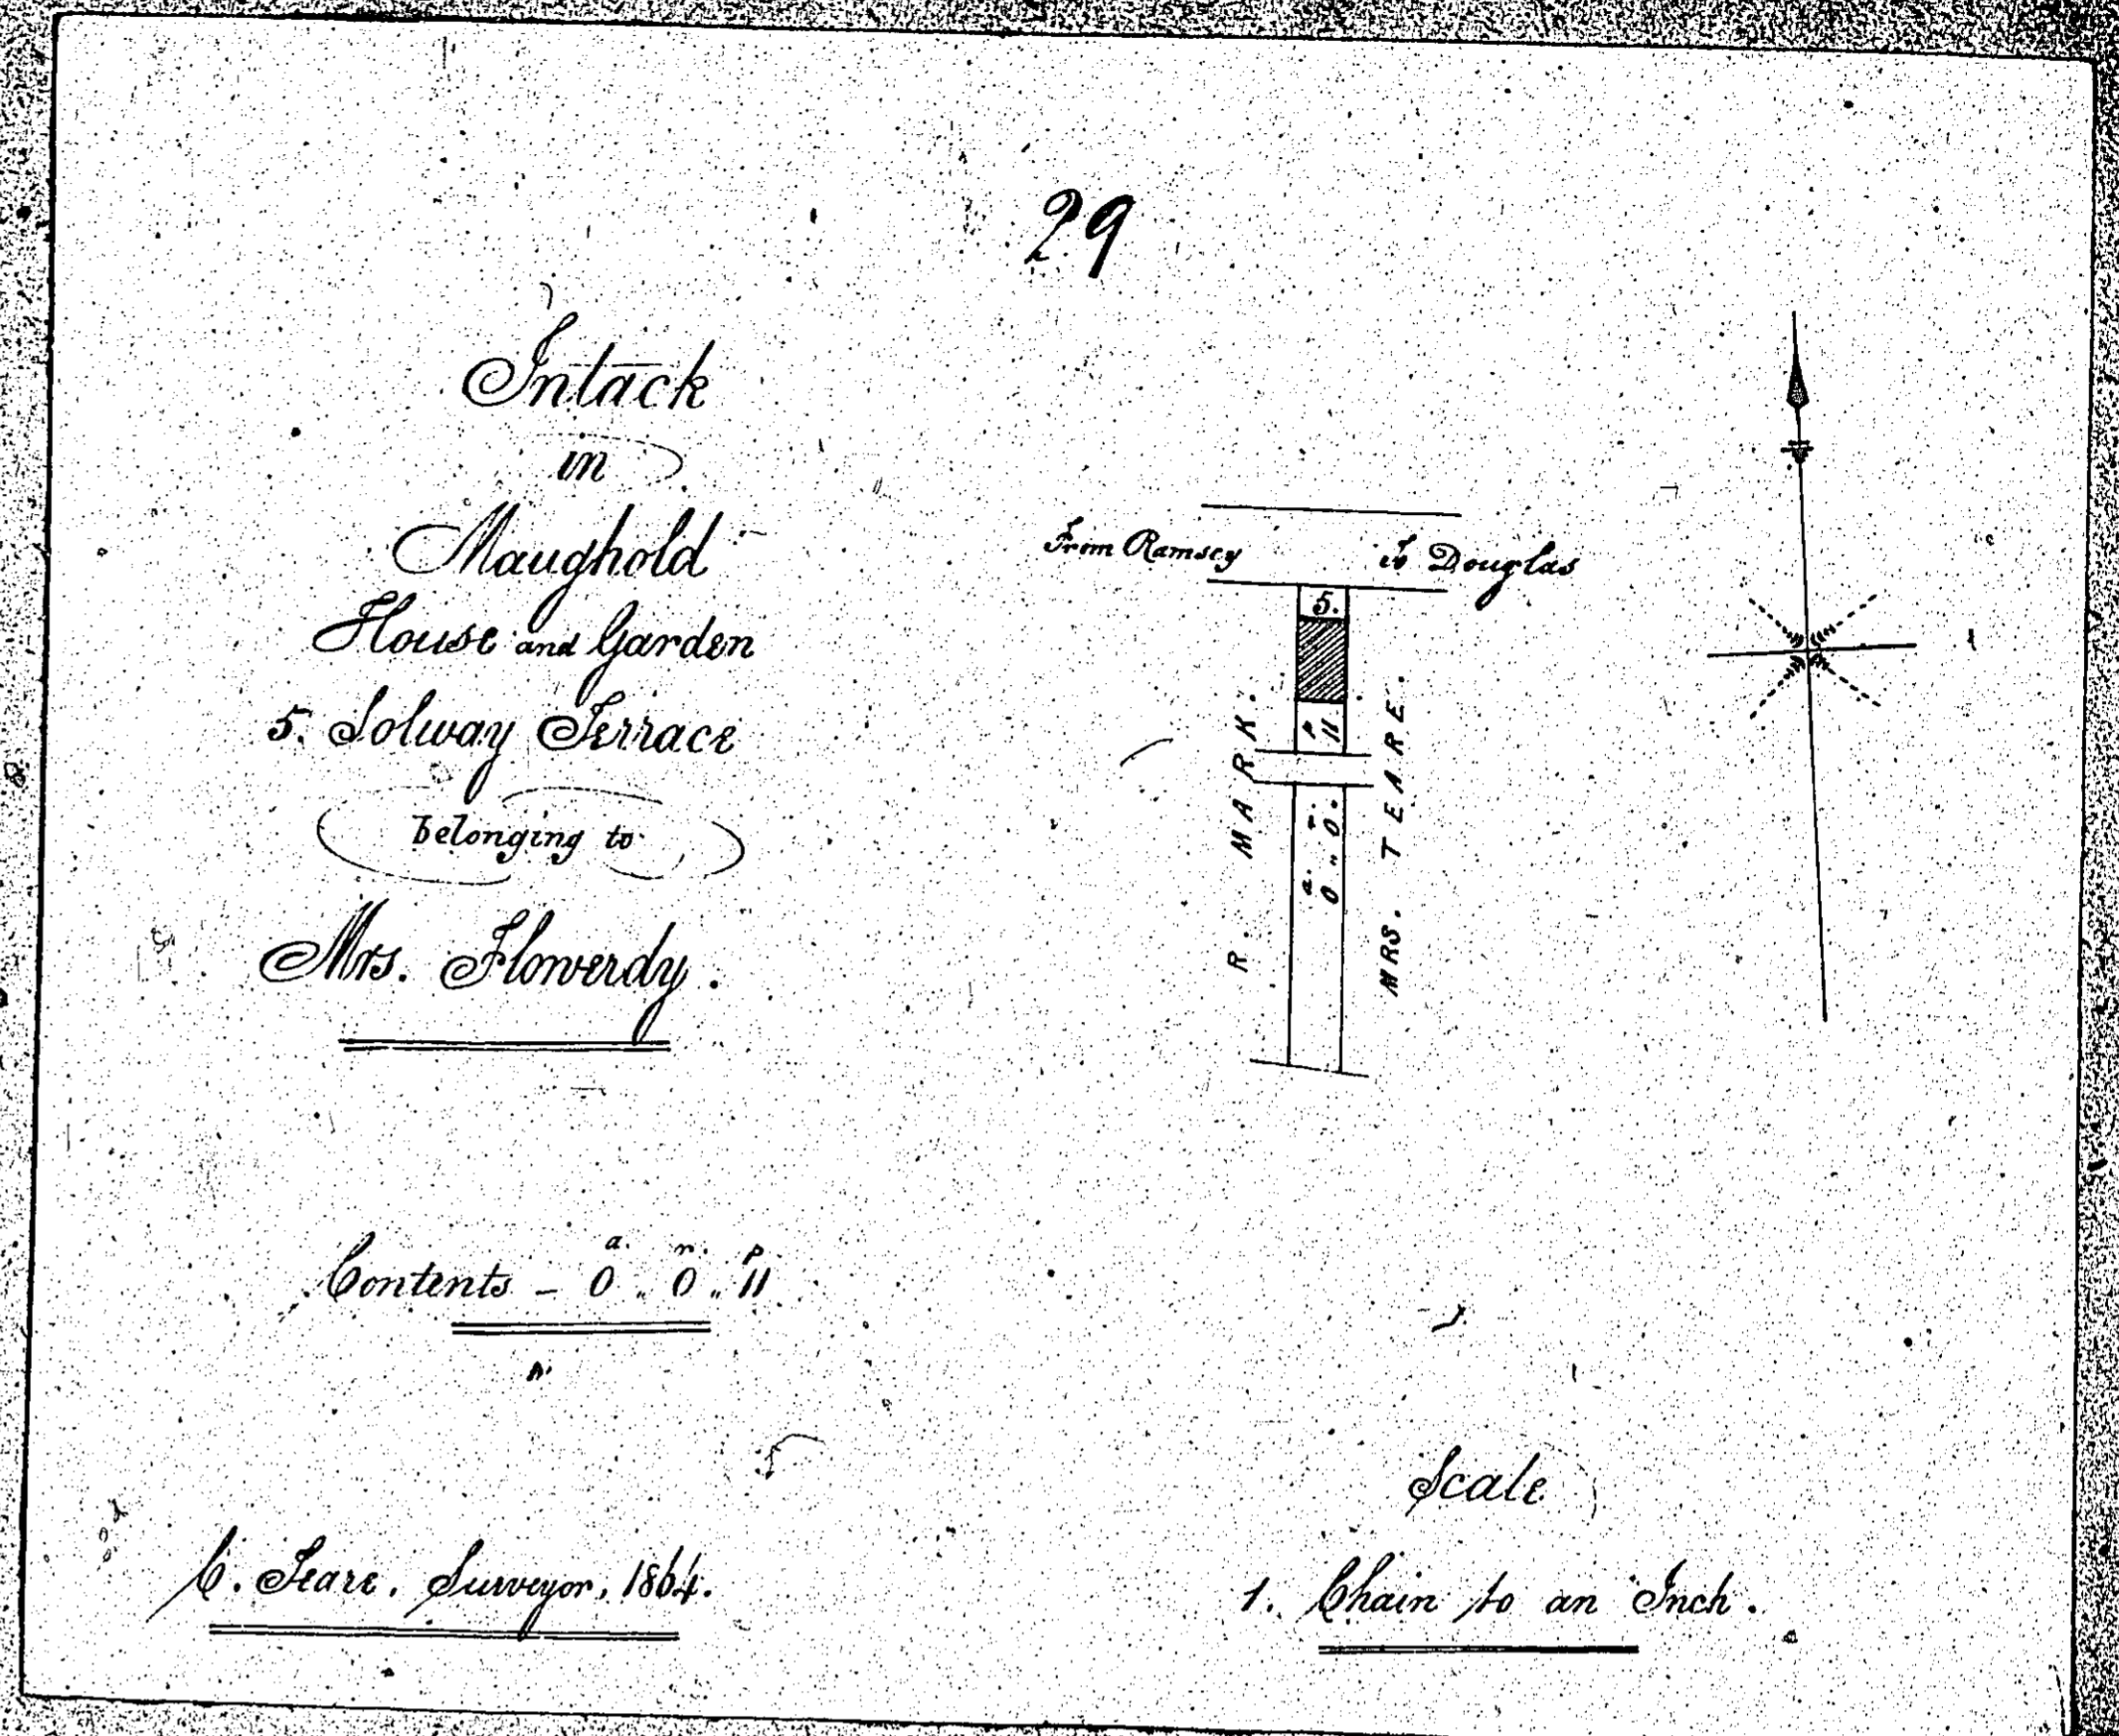 29
Intack
in
Maughold
House and Garden
5. Solway Terrace
belonging to
Mrs. Flowerdy.
From Ramsey
To Douglas
5.
p
11
a. r.
0 „ 0.
R. MARK.
MRS. TEARE.
a. r. p.
Contents – 0 „ 0 „ 11
C. Teare. Surveyor, 1864.
Scale
1. Chain to an Inch.